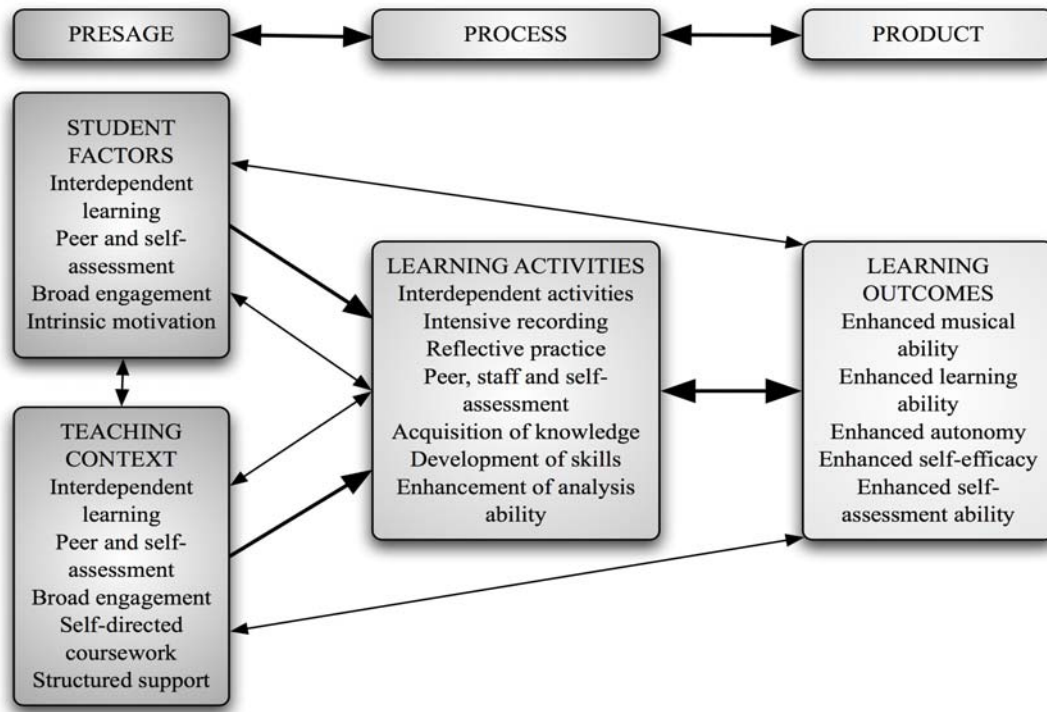 PRESAGE
PROCESS
PRODUCT
STUDENT
FACTORS
Interdependent
learning
Peer and self-
assessment
Broad engagement
Intrinsic motivation
TEACHING
CONTEXT
Interdependent
learning
Peer and self-
assessment
Broad engagement
Self-directed
coursework
Structured support
LEARNING ACTIVITIES
Interdependent activities
Intensive recording
Reflective practice
Peer, staff and self-
assessment
Acquisition of knowledge
Development of skills
Enhancement of analysis
ability
LEARNING
OUTCOMES
Enhanced musical
ability
Enhanced learning
ability
Enhanced autonomy
Enhanced self-efficacy
Enhanced self-
assessment ability